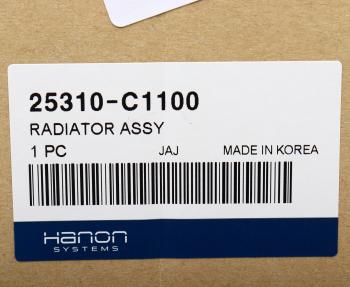 25310-C1100
RADIATOR ASSY
1 PC JAJ MADE IN KOREA
Hanon
SYSTEMS